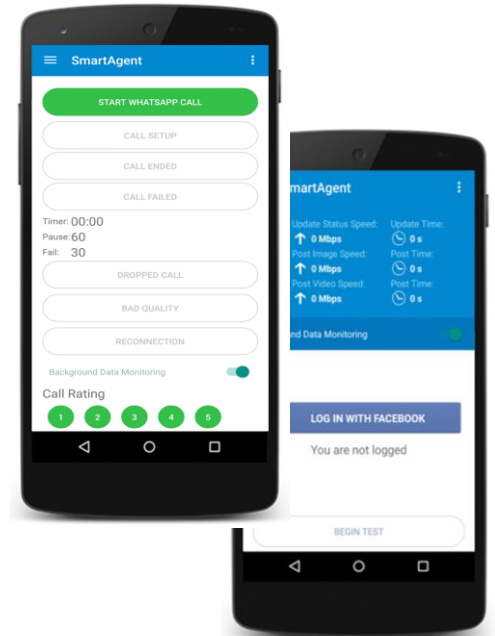 SmartAgent
START WHATSAPP CALL
CALL SETUP
CALL ENDED
CALL FAILED
Timer: 00:00
Pause: 60
Fail: 30
DROPPED CALL
BAD QUALITY
RECONNECTION
Background Data Monitoring
Call Rating
1 2 3 4 5
martAgent
Update Status Speed: Update Time:
0 Mbps 0 s
Post Image Speed: Post Time:
0 Mbps 0 s
Post Video Speed: Post Time:
0 Mbps 0 s
nd Data Monitoring
LOG IN WITH FACEBOOK
You are not logged
BEGIN TEST